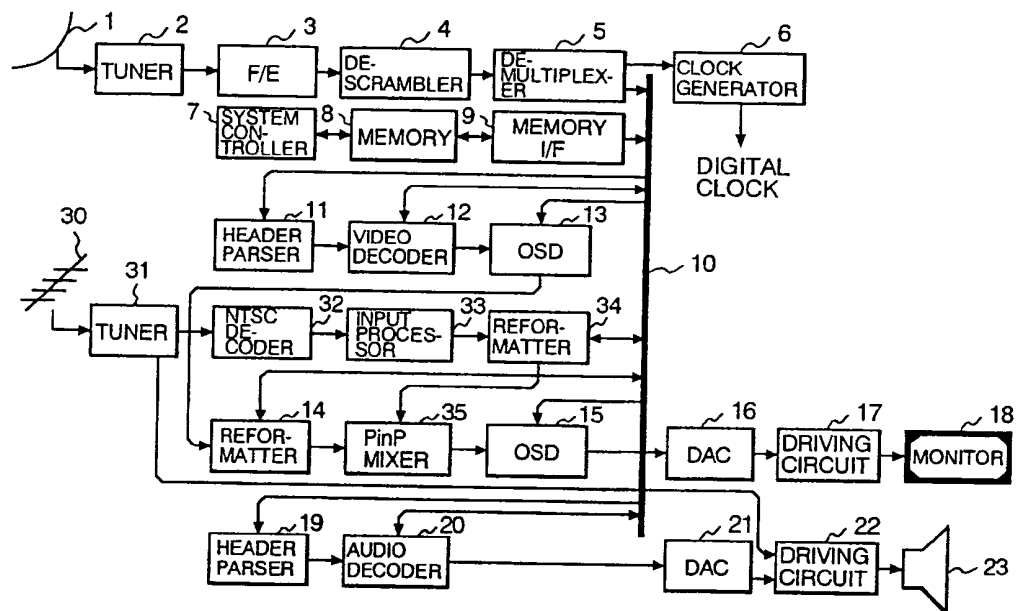 1
2
3
4
5
6
TUNER
F/E
DE-
SCRAMBLER
DE-
MULTIPLEX-
ER
CLOCK
GENERATOR
7
SYSTEM
CON-
TROLLER
8
MEMORY
9
MEMORY
I/F
DIGITAL
CLOCK
11
12
13
HEADER
PARSER
VIDEO
DECODER
OSD
10
30
31
32
33
34
TUNER
NTSC
DE-
CODER
INPUT
PROCES-
SOR
REFOR-
MATTER
14
35
15
16
17
18
REFOR-
MATTER
PinP
MIXER
OSD
DAC
DRIVING
CIRCUIT
MONITOR
19
20
21
22
HEADER
PARSER
AUDIO
DECODER
DAC
DRIVING
CIRCUIT
23